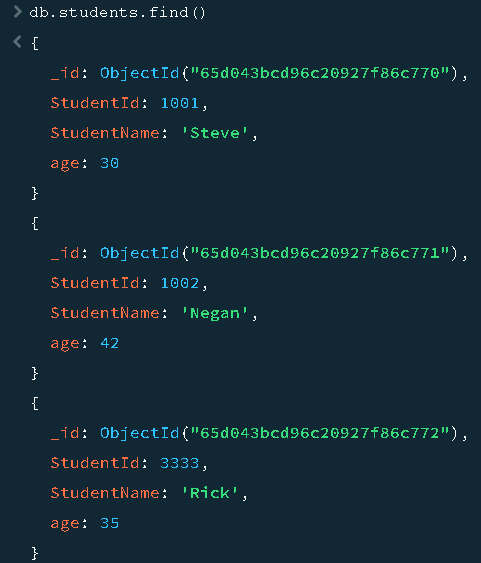 > db.students.find()
< {
_id: ObjectId("65d043bcd96c20927f86c770"),
StudentId: 1001,
StudentName: 'Steve',
age: 30
}
{
_id: ObjectId("65d043bcd96c20927f86c771"),
StudentId: 1002,
StudentName: 'Negan',
age: 42
}
{
_id: ObjectId("65d043bcd96c20927f86c772"),
StudentId: 3333,
StudentName: 'Rick',
age: 35
}